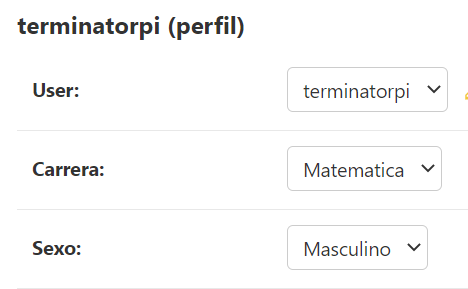 terminatorpi (perfil)
User: terminatorpi
Carrera: Matematica
Sexo: Masculino